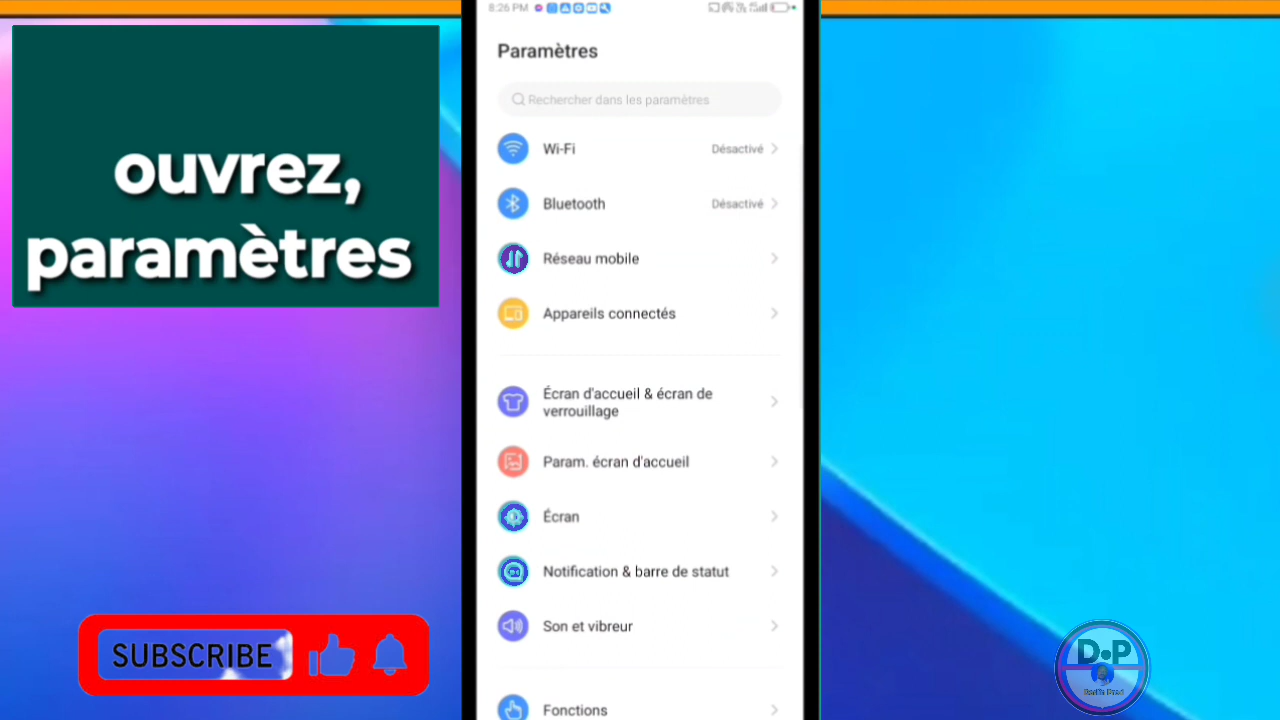 8:26 PM
ouvrez,
paramètres
Paramètres
Rechercher dans les paramètres
Wi-Fi
Désactivé
Bluetooth
Désactivé
Réseau mobile
Appareils connectés
Écran d'accueil & écran de
verrouillage
Param. écran d'accueil
Écran
Notification & barre de statut
Son et vibreur
Fonctions
SUBSCRIBE
D•P